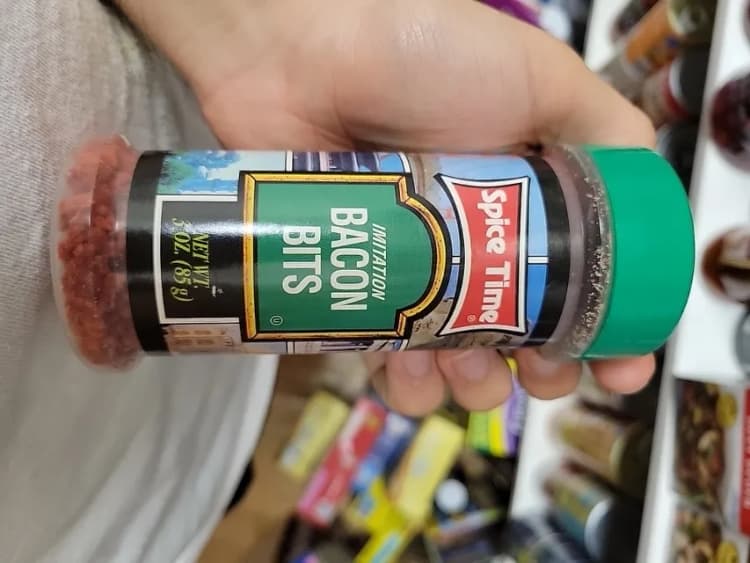 Spice Time®
IMITATION
BACON
BITS
U
NET WT.
3 OZ. (85 g)